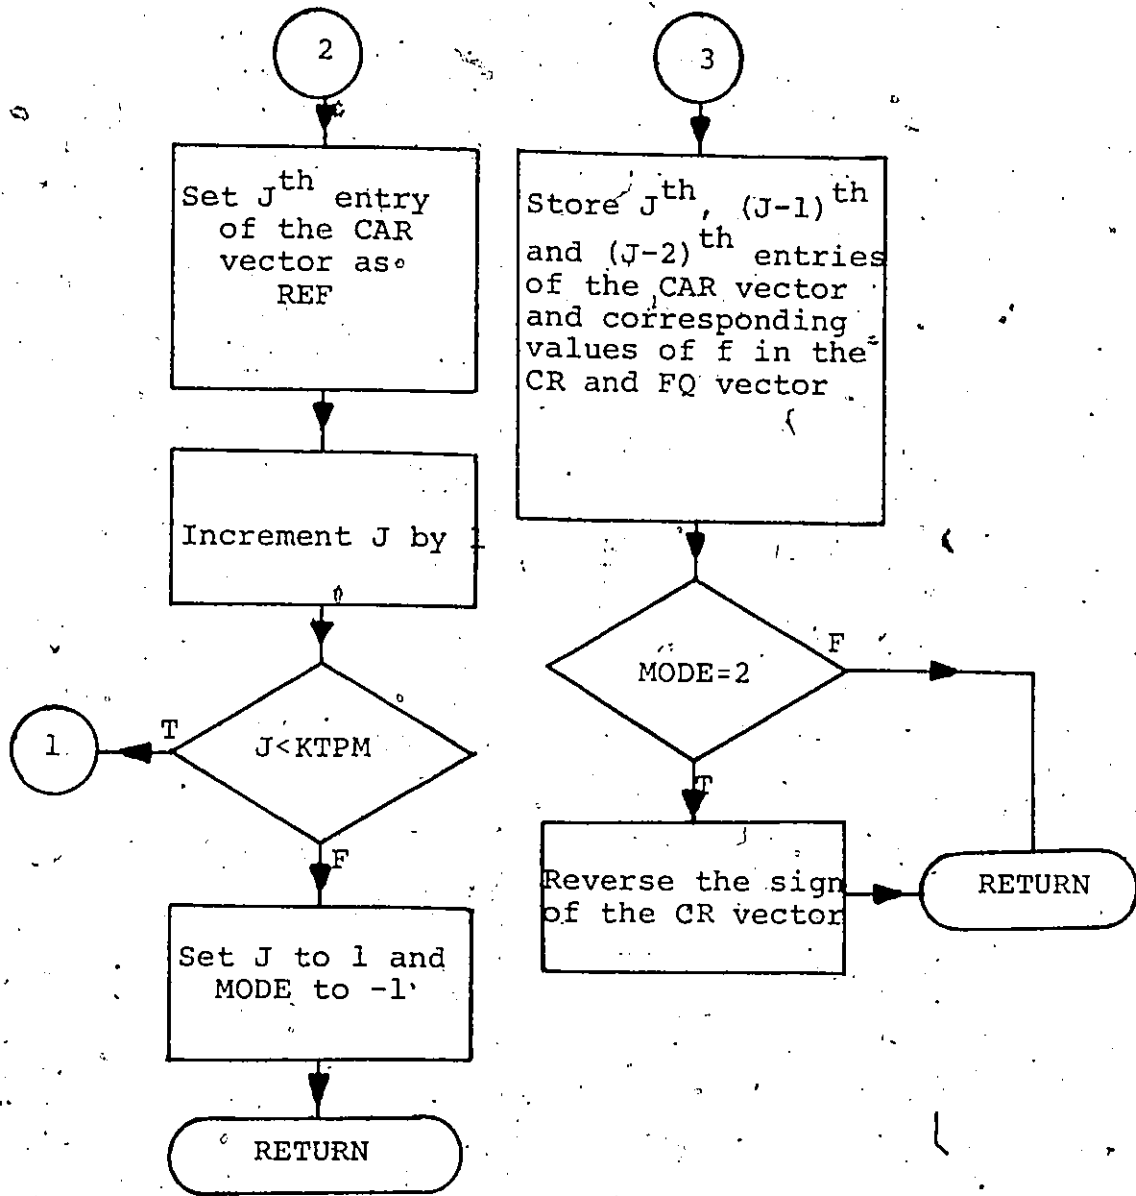 2
Set Jth entry
of the CAR
vector as
REF
Increment J by 1
J<KTPM
T
1
F
Set J to 1 and
MODE to -1
RETURN
3
Store Jth, (J-1)th
and (J-2)th entries
of the CAR vector
and corresponding
values of f in the
CR and FQ vector
MODE=2
F
T
Reverse the sign
of the CR vector
RETURN